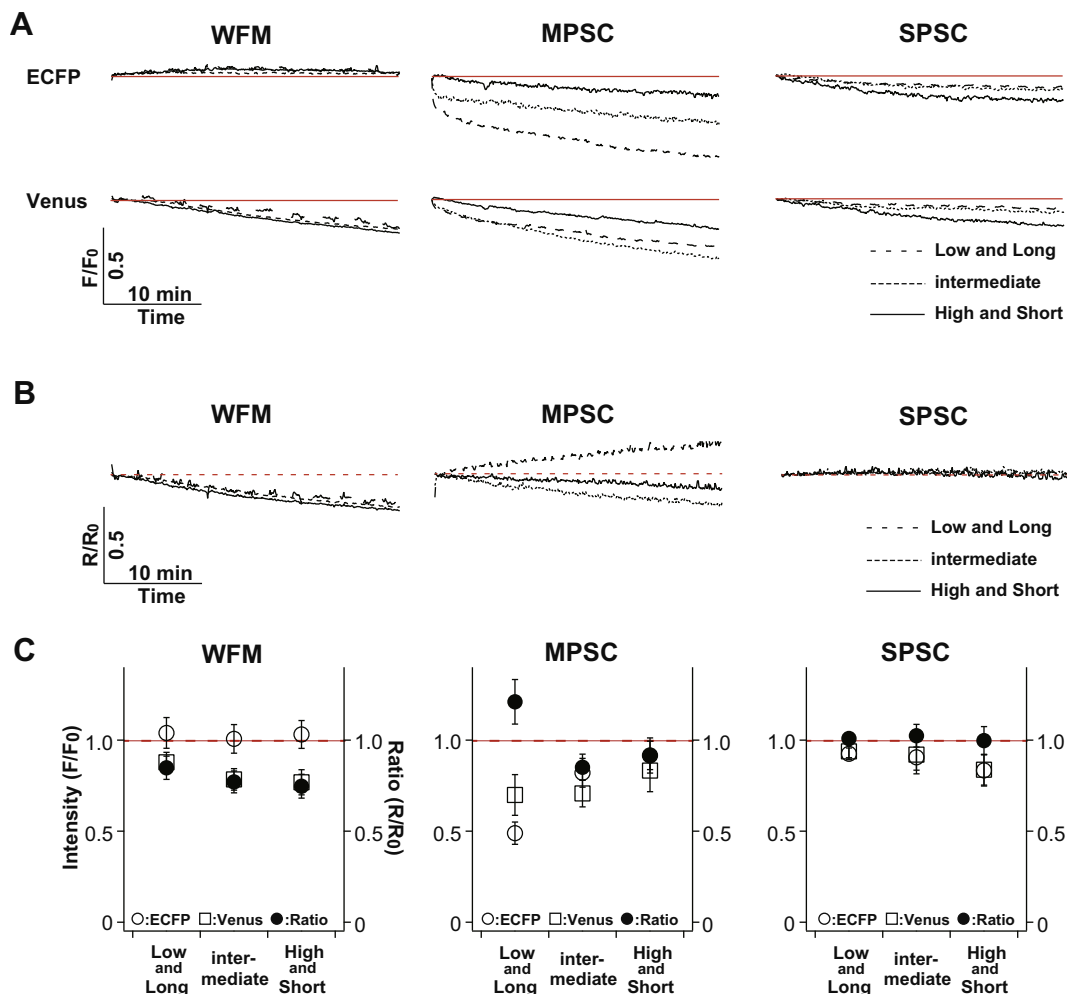 A
WFM
MPSC
SPSC
ECFP
Venus
F/F0
0.5
10 min
Time
Low and Long
intermediate
High and Short
B
WFM
MPSC
SPSC
R/R0
0.5
10 min
Time
Low and Long
intermediate
High and Short
C
WFM
MPSC
SPSC
Intensity (F/F0)
1.0
0.5
0
1.0
0.5
0
Ratio (R/R0)
1.0
0.5
0
1.0
0.5
0
1.0
0.5
0
1.0
0.5
0
:ECFP :Venus :Ratio
:ECFP :Venus :Ratio
:ECFP :Venus :Ratio
Low
and
Long
inter-
mediate
High
and
Short
Low
and
Long
inter-
mediate
High
and
Short
Low
and
Long
inter-
mediate
High
and
Short